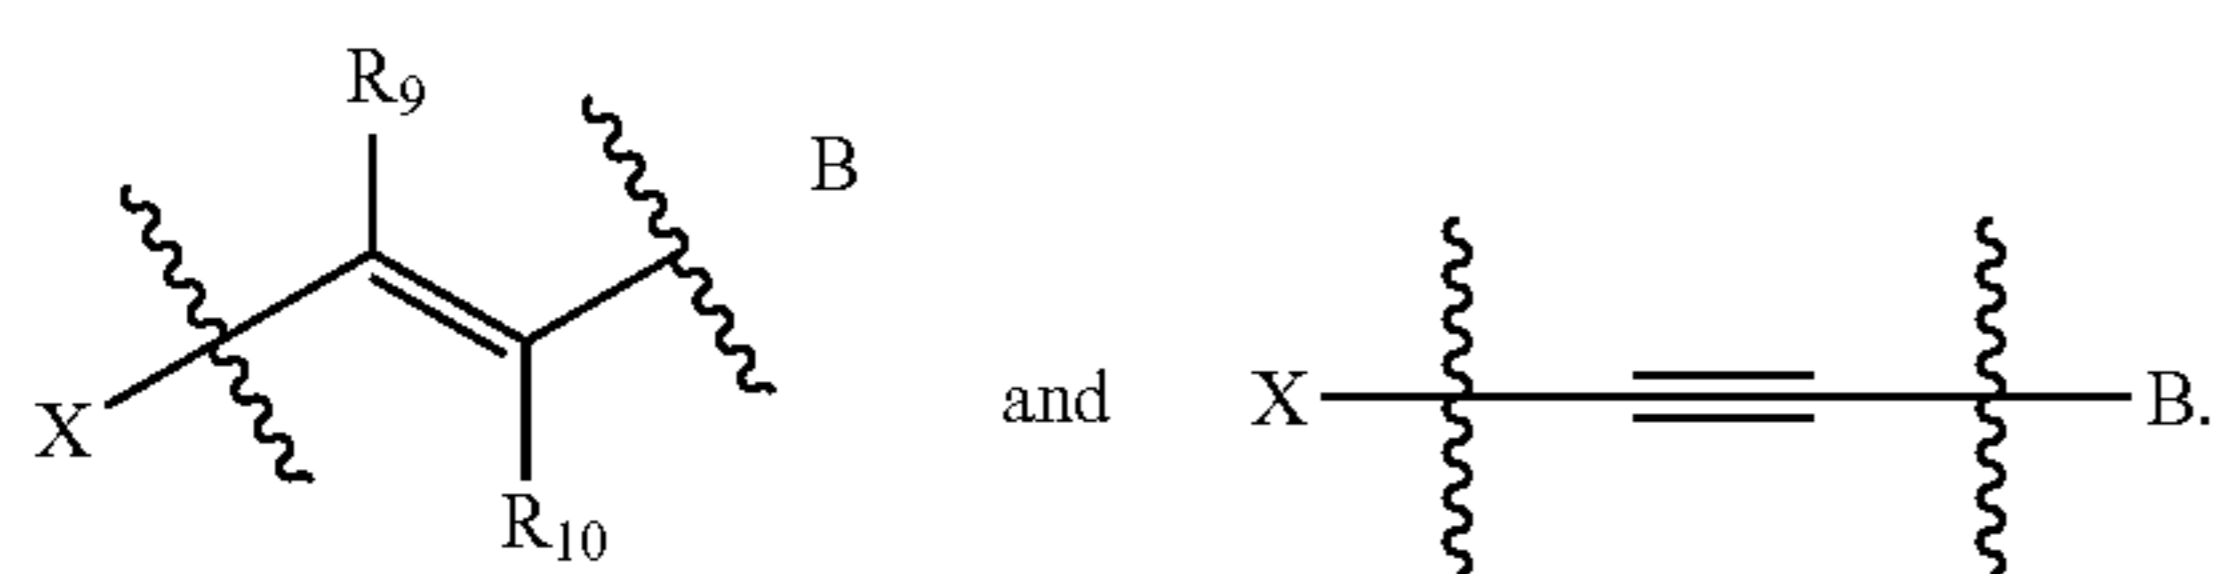 R₉
B
X
R₁₀
and
X
B.